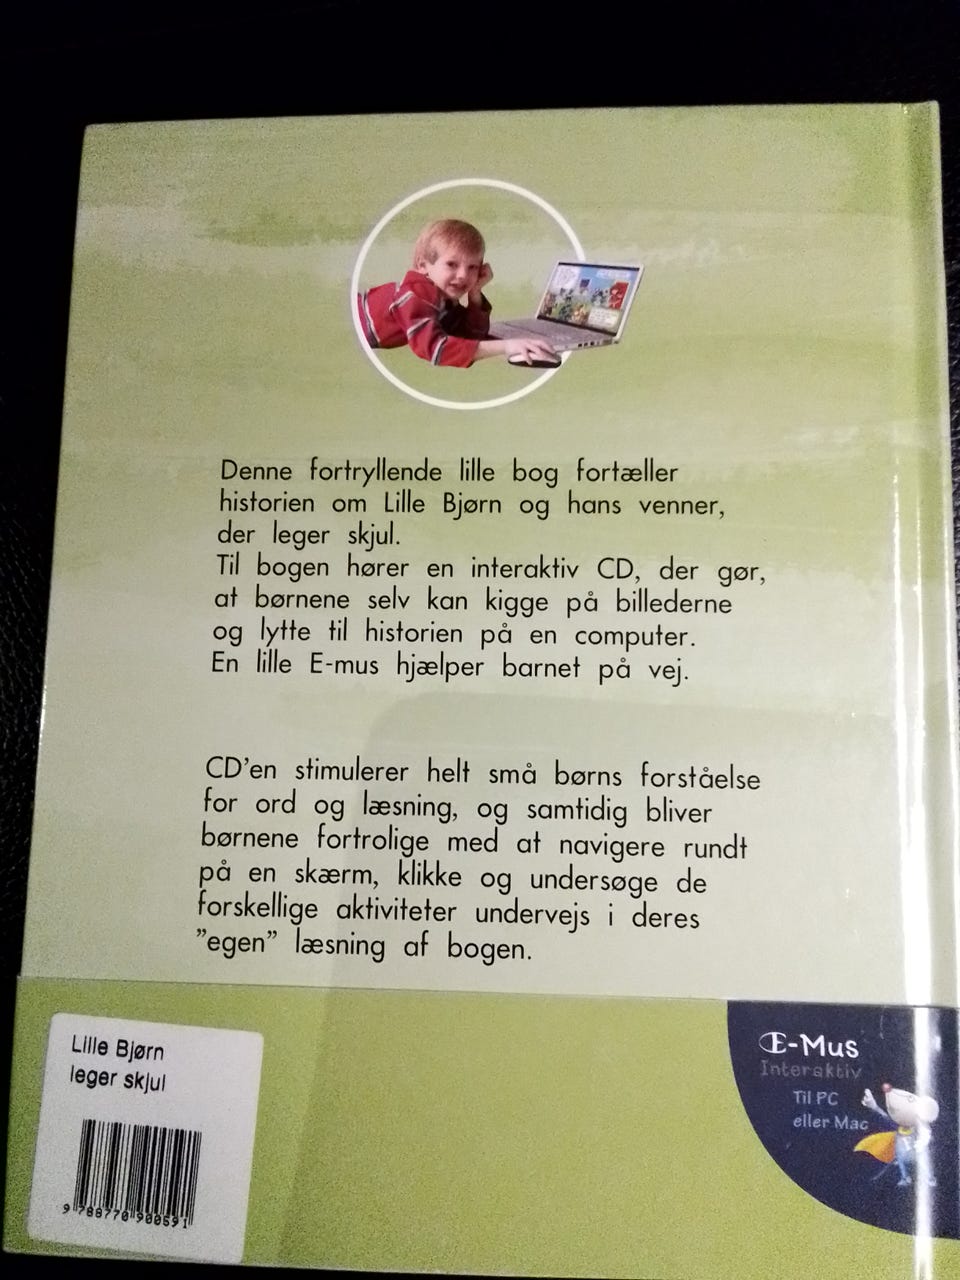 Denne fortryllende lille bog fortæller
historien om Lille Bjørn og hans venner,
der leger skjul.
Til bogen hører en interaktiv CD, der gør,
at børnene selv kan kigge på billederne
og lytte til historien på en computer.
En lille E-mus hjælper barnet på vej.
CD'en stimulerer helt små børns forståelse
for ord og læsning, og samtidig bliver
børnene fortrolige med at navigere rundt
på en skærm, klikke og undersøge de
forskellige aktiviteter undervejs i deres
”egen” læsning af bogen.
Lille Bjørn
leger skjul
9 788770 900591
E-Mus
Interaktiv
Til PC
eller Mac